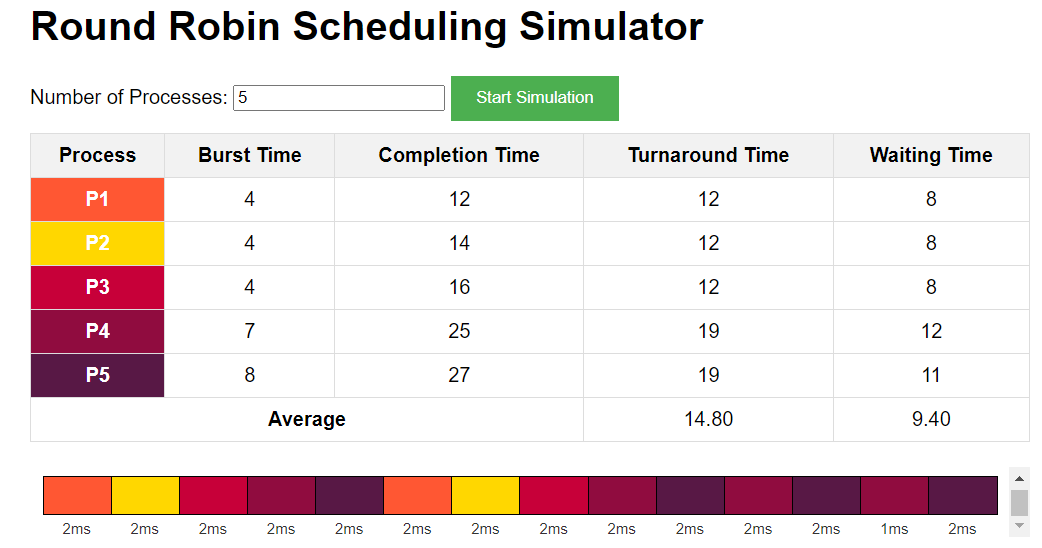 Round Robin Scheduling Simulator
Number of Processes: 5 Start Simulation
Process Burst Time Completion Time Turnaround Time Waiting Time
P1 4 12 12 8
P2 4 14 12 8
P3 4 16 12 8
P4 7 25 19 12
P5 8 27 19 11
Average 14.80 9.40
2ms 2ms 2ms 2ms 2ms 2ms 2ms 2ms 2ms 2ms 2ms 2ms 1ms 2ms